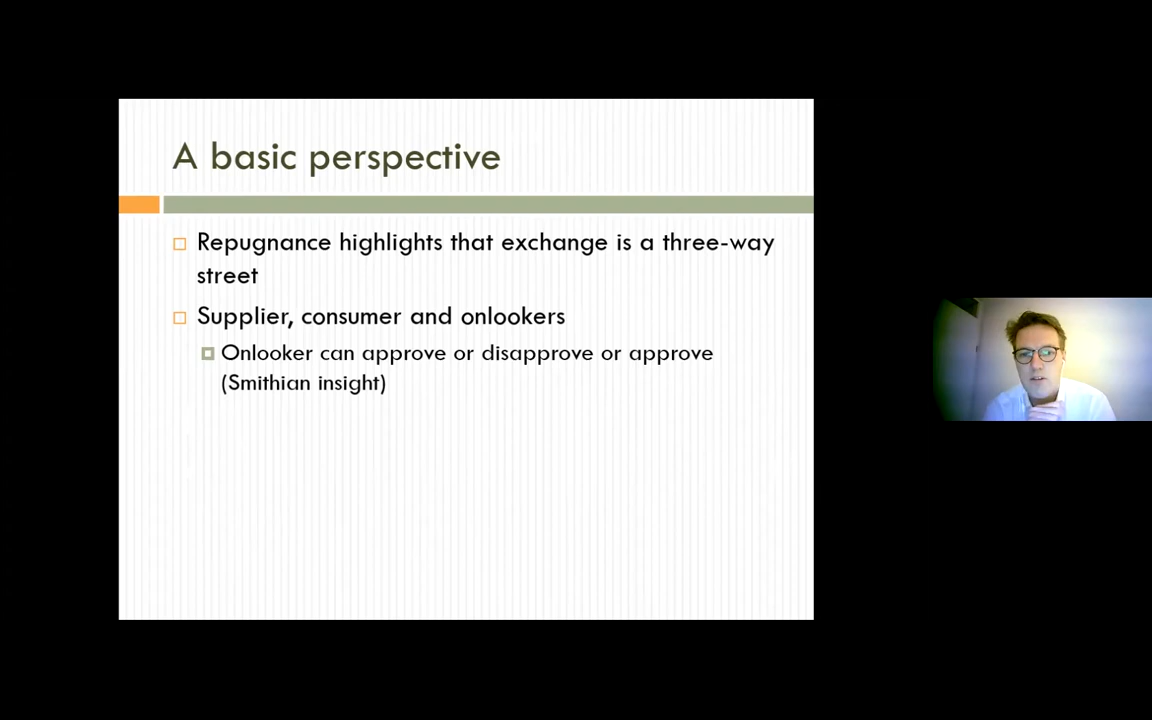 A basic perspective
Repugnance highlights that exchange is a three-way
street
Supplier, consumer and onlookers
Onlooker can approve or disapprove or approve
(Smithian insight)